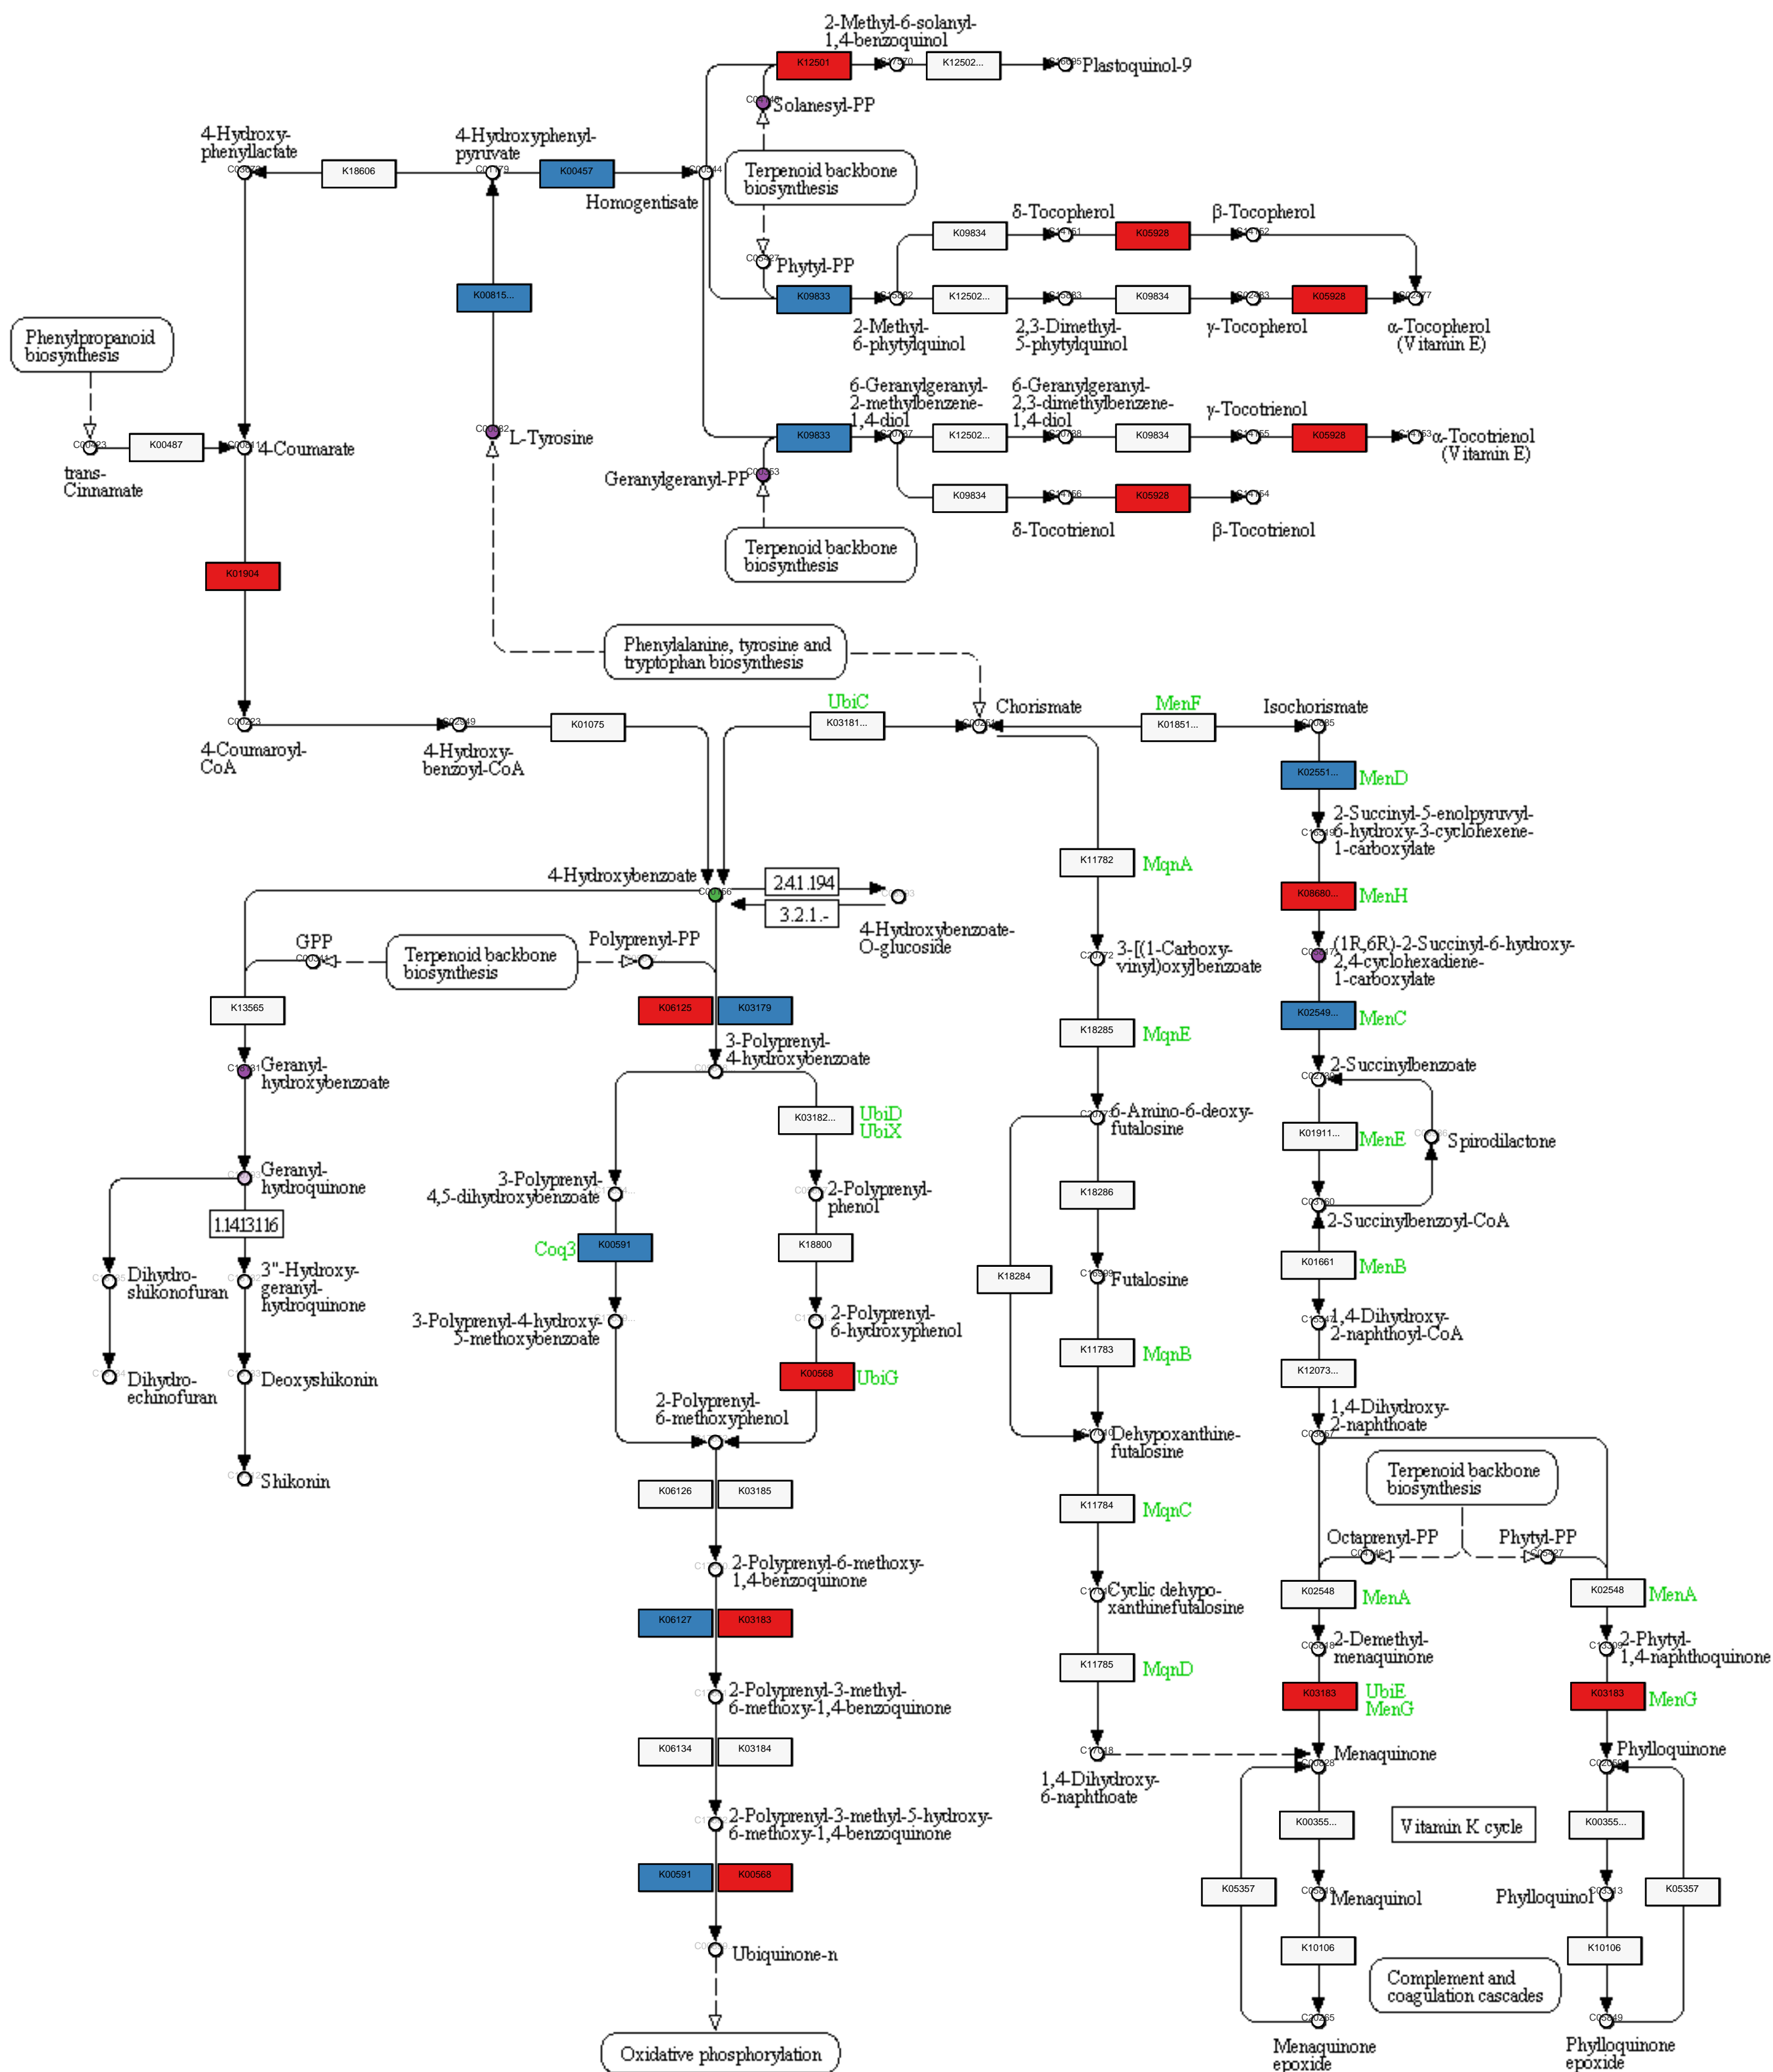 2-Methyl-6-solanyl-
1,4-benzoquinol
K12501
K12502...
Plastoquinol-9
Solanesyl-PP
4-Hydroxy-
phenyllactate
K18606
4-Hydroxyphenyl-
pyruvate
K00457
Homogentisate
Terpenoid backbone
biosynthesis
Phytyl-PP
K09834
δ-Tocopherol
K05928
β-Tocopherol
K00815...
K09833
2-Methyl-
6-phytylquinol
K12502...
2,3-Dimethyl-
5-phytylquinol
K09834
γ-Tocopherol
K05928
α-Tocopherol
(Vitamin E)
Phenylpropanoid
biosynthesis
C00423
trans-
Cinnamate
K00487
4-Coumarate
L-Tyrosine
6-Geranylgeranyl-
2-methylbenzene-
1,4-diol
6-Geranylgeranyl-
2,3-dimethylbenzene-
1,4-diol
γ-Tocotrienol
K09833
K12502...
K09834
K05928
α-Tocotrienol
(Vitamin E)
Geranylgeranyl-PP
K09834
δ-Tocotrienol
K05928
β-Tocotrienol
Terpenoid backbone
biosynthesis
K01904
Phenylalanine, tyrosine and
tryptophan biosynthesis
C00223
4-Coumaroyl-
CoA
4-Hydroxy-
benzoyl-CoA
K01075
UbiC
K03181...
Chorismate
MenF
K01851...
Isochorismate
K02551...
MenD
2-Succinyl-5-enolpyruvyl-
6-hydroxy-3-cyclohexene-
1-carboxylate
K11782
MqnA
K08680...
MenH
4-Hydroxybenzoate
2.4.1.194
3.2.1.-
4-Hydroxybenzoate-
O-glucoside
GPP
Terpenoid backbone
biosynthesis
Polyprenyl-PP
3-[(1-Carboxy-
vinyl)oxy]benzoate
(1R,6R)-2-Succinyl-6-hydroxy-
2,4-cyclohexadiene-
1-carboxylate
K13565
K06125
K03179
K18285
MqnE
K02549...
MenC
Geranyl-
hydroxybenzoate
3-Polyprenyl-
4-hydroxybenzoate
2-Succinylbenzoate
K03182...
UbiD
UbiX
6-Amino-6-deoxy-
futalosine
K01911...
MenE
Spirodilactone
Geranyl-
hydroquinone
3-Polyprenyl-
4,5-dihydroxybenzoate
2-Polyprenyl-
phenol
K18286
2-Succinylbenzoyl-CoA
1.14.13.116
Coq3
K00591
K18800
K18284
Futalosine
K01661
MenB
Dihydro-
shikonofuran
3"-Hydroxy-
geranyl-
hydroquinone
3-Polyprenyl-4-hydroxy-
5-methoxybenzoate
2-Polyprenyl-
6-hydroxyphenol
1,4-Dihydroxy-
2-naphthoyl-CoA
K11783
MqnB
K12073...
Dihydro-
echinofuran
Deoxyshikonin
K00568
UbiG
2-Polyprenyl-
6-methoxyphenol
Dehypoxanthine-
futalosine
1,4-Dihydroxy-
2-naphthoate
Shikonin
K06126
K03185
K11784
MqnC
Terpenoid backbone
biosynthesis
Octaprenyl-PP
Phytyl-PP
2-Polyprenyl-6-methoxy-
1,4-benzoquinone
Cyclic dehypo-
xanthinefutalosine
K02548
MenA
K02548
MenA
K06127
K03183
K11785
MqnD
2-Demethyl-
menaquinone
2-Phytyl-
1,4-naphthoquinone
2-Polyprenyl-3-methyl-
6-methoxy-1,4-benzoquinone
K03183
UbiE
MenG
K03183
MenG
K06134
K03184
C17018
1,4-Dihydroxy-
6-naphthoate
Menaquinone
Phylloquinone
2-Polyprenyl-3-methyl-5-hydroxy-
6-methoxy-1,4-benzoquinone
K00355...
Vitamin K cycle
K00355...
K00591
K00568
K05357
Menaquinol
Phylloquinol
K05357
Ubiquinone-n
K10106
K10106
Complement and
coagulation cascades
Oxidative phosphorylation
Menaquinone
epoxide
Phylloquinone
epoxide